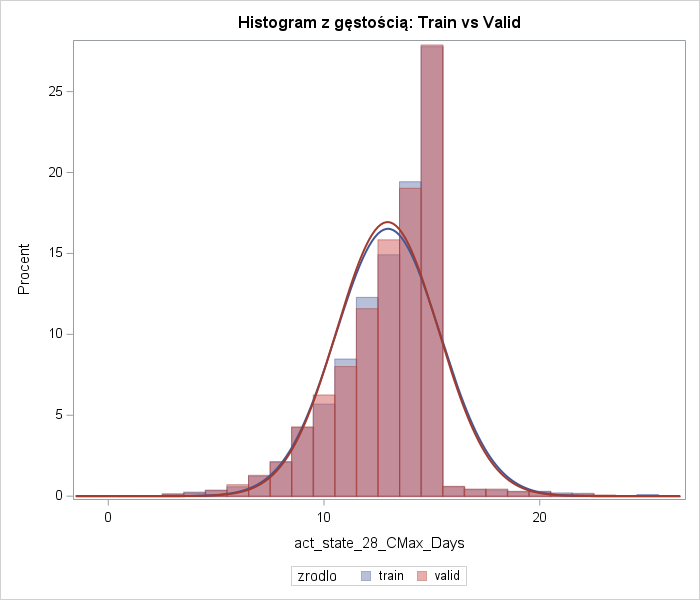 Histogram z gęstością: Train vs Valid
25
20
15
10
5
0
Procent
0 10 20
act_state_28_CMax_Days
zrodlo train valid